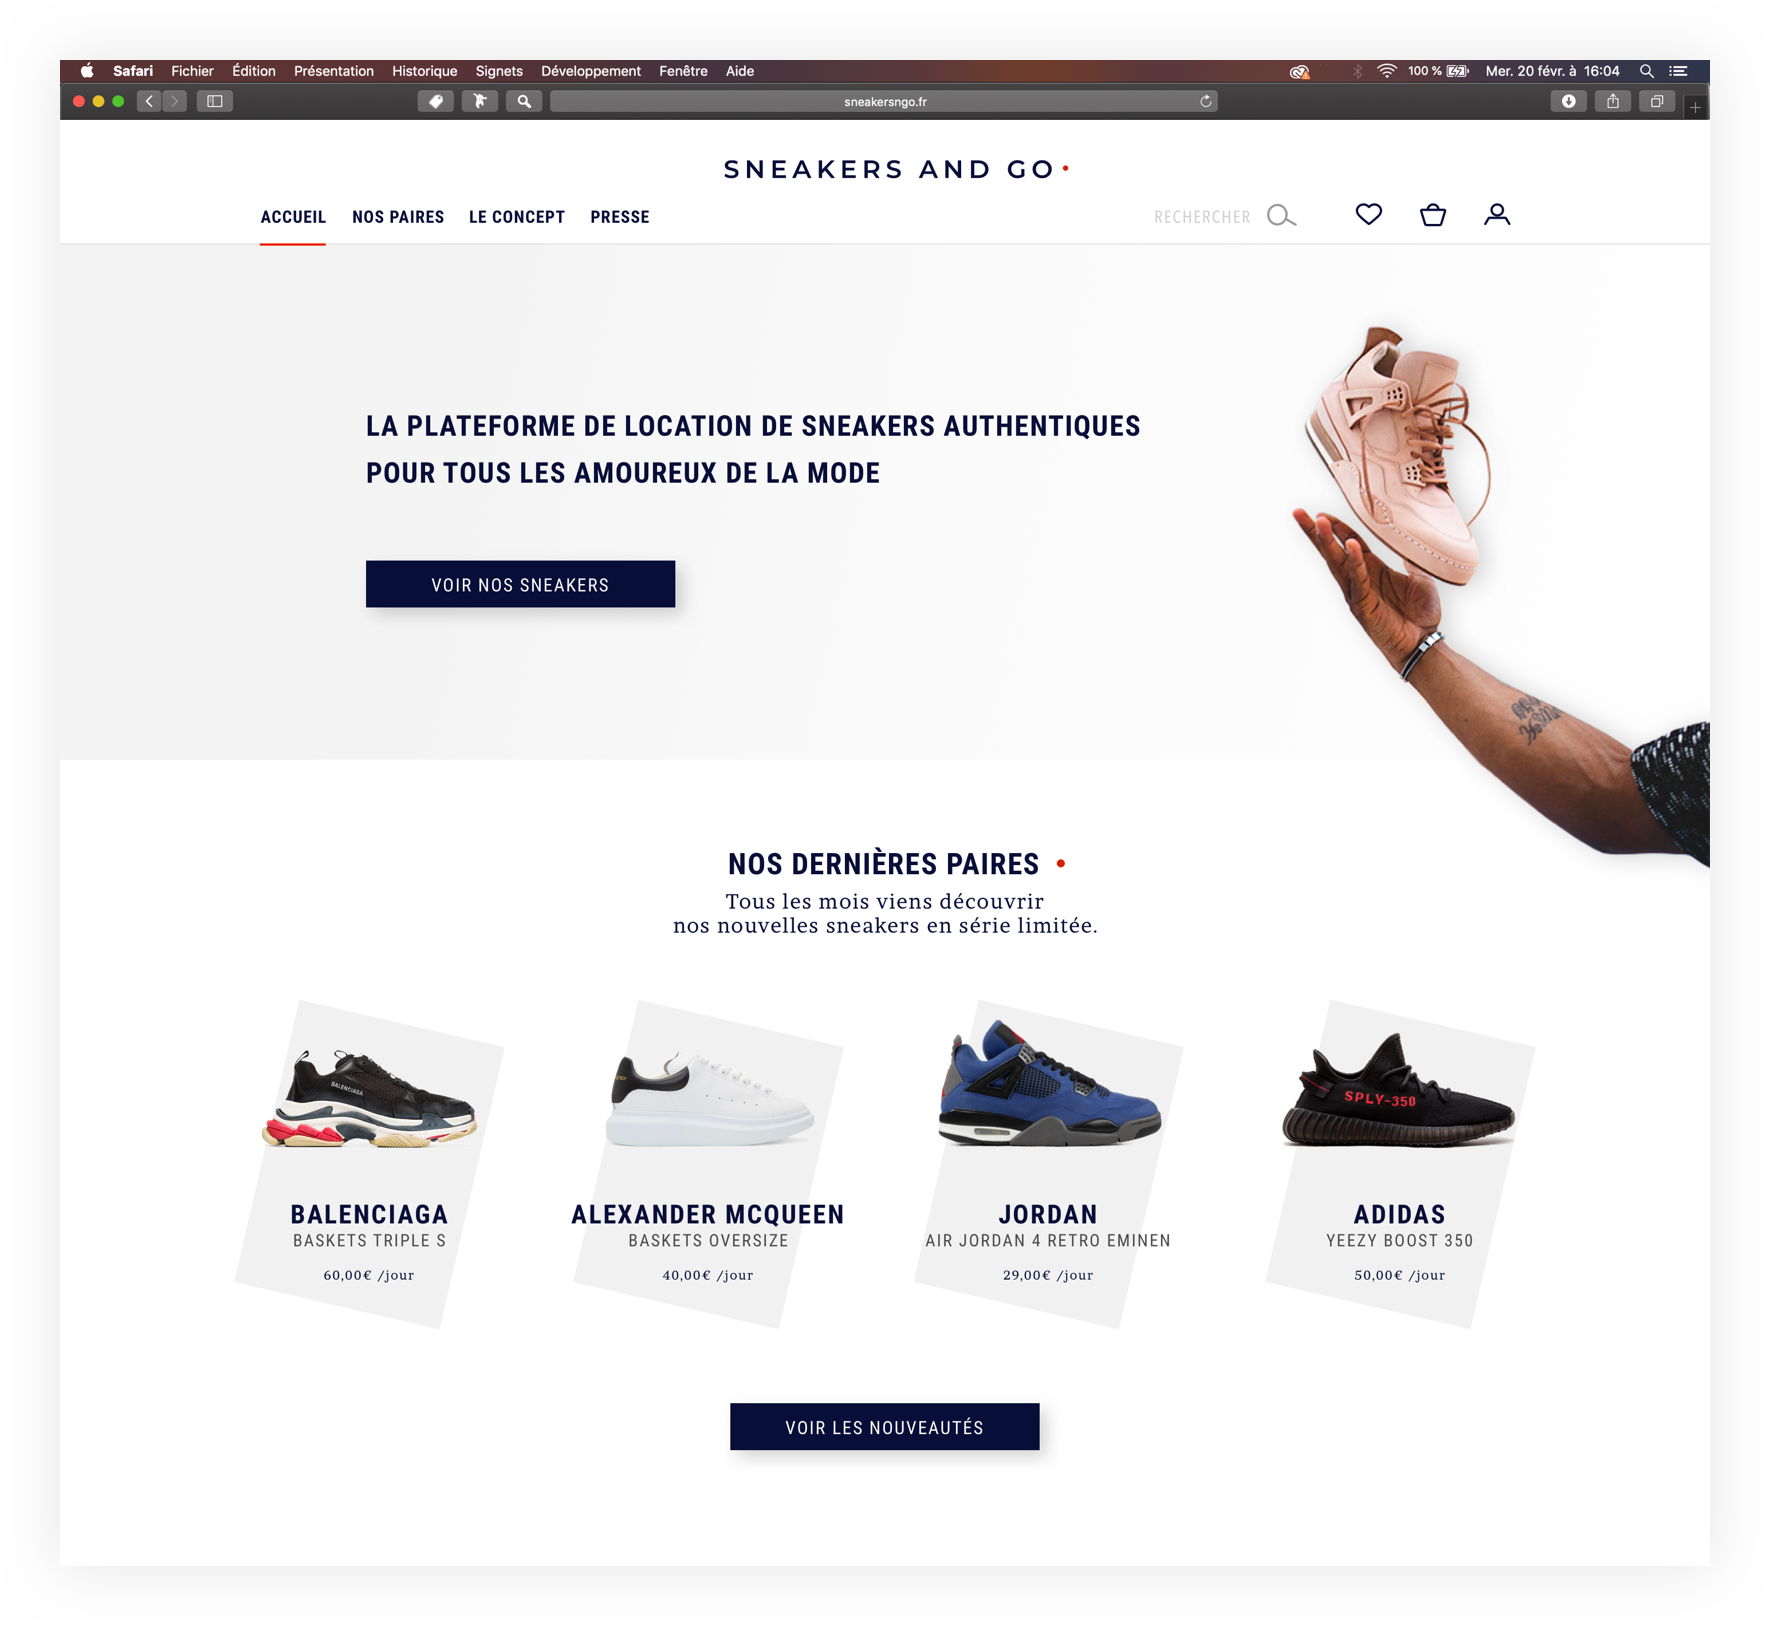 Safari Fichier Édition Présentation Historique Signets Développement Fenêtre Aide 100 % Mer. 20 févr. à 16:04
sneakersngo.fr
SNEAKERS AND GO
ACCUEIL NOS PAIRES LE CONCEPT PRESSE RECHERCHER
LA PLATEFORME DE LOCATION DE SNEAKERS AUTHENTIQUES
POUR TOUS LES AMOUREUX DE LA MODE
VOIR NOS SNEAKERS
NOS DERNIÈRES PAIRES
Tous les mois viens découvrir
nos nouvelles sneakers en série limitée.
BALENCIAGA
SPLY-350
BALENCIAGA ALEXANDER MCQUEEN JORDAN ADIDAS
BASKETS TRIPLE S BASKETS OVERSIZE AIR JORDAN 4 RETRO EMINEN YEEZY BOOST 350
60,00€ /jour 40,00€ /jour 29,00€ /jour 50,00€ /jour
VOIR LES NOUVEAUTÉS